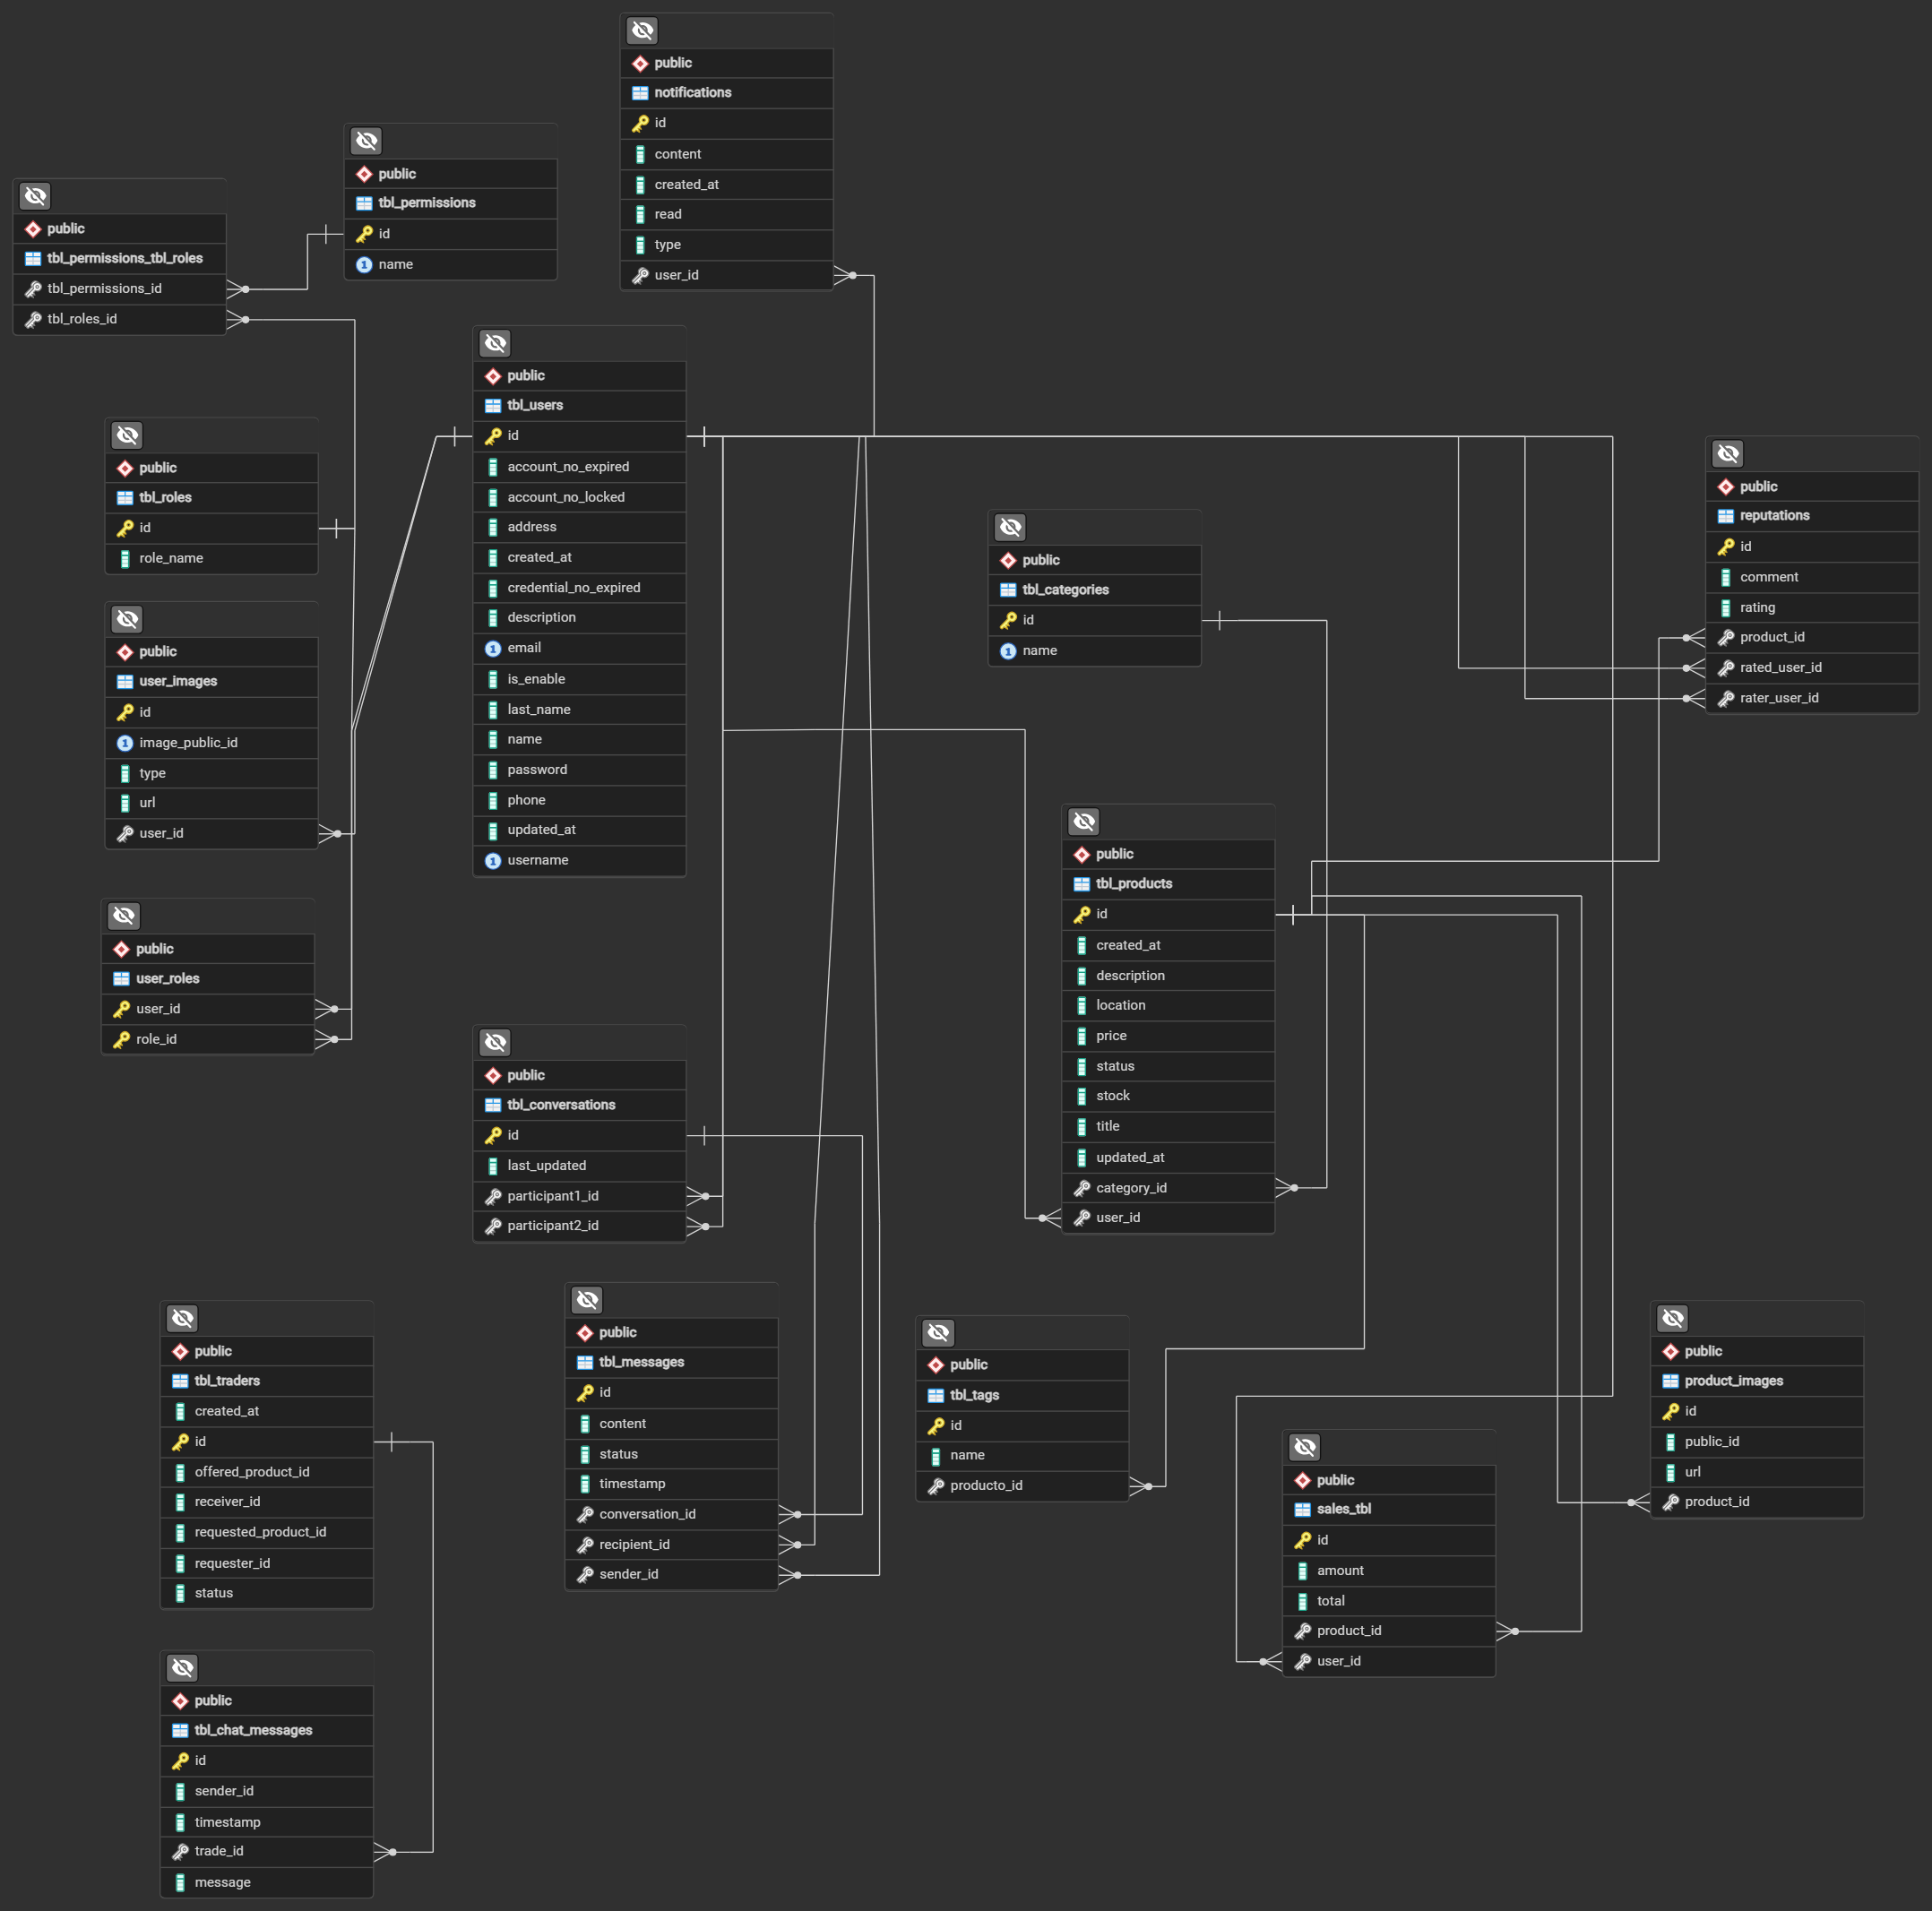 public
notifications
id
content
created_at
read
type
user_id
public
tbl_permissions
id
1 name
public
tbl_permissions_tbl_roles
tbl_permissions_id
tbl_roles_id
public
tbl_users
id
account_no_expired
account_no_locked
address
created_at
credential_no_expired
description
1 email
is_enable
last_name
name
password
phone
updated_at
1 username
public
tbl_roles
id
role_name
public
reputations
id
comment
rating
product_id
rated_user_id
rater_user_id
public
tbl_categories
id
1 name
public
user_images
id
1 image_public_id
type
url
user_id
public
tbl_products
id
created_at
description
location
price
status
stock
title
updated_at
category_id
user_id
public
user_roles
user_id
role_id
public
tbl_conversations
id
last_updated
participant1_id
participant2_id
public
tbl_traders
created_at
id
offered_product_id
receiver_id
requested_product_id
requester_id
status
public
tbl_messages
id
content
status
timestamp
conversation_id
recipient_id
sender_id
public
tbl_tags
id
name
producto_id
public
product_images
id
public_id
url
product_id
public
sales_tbl
id
amount
total
product_id
user_id
public
tbl_chat_messages
id
sender_id
timestamp
trade_id
message